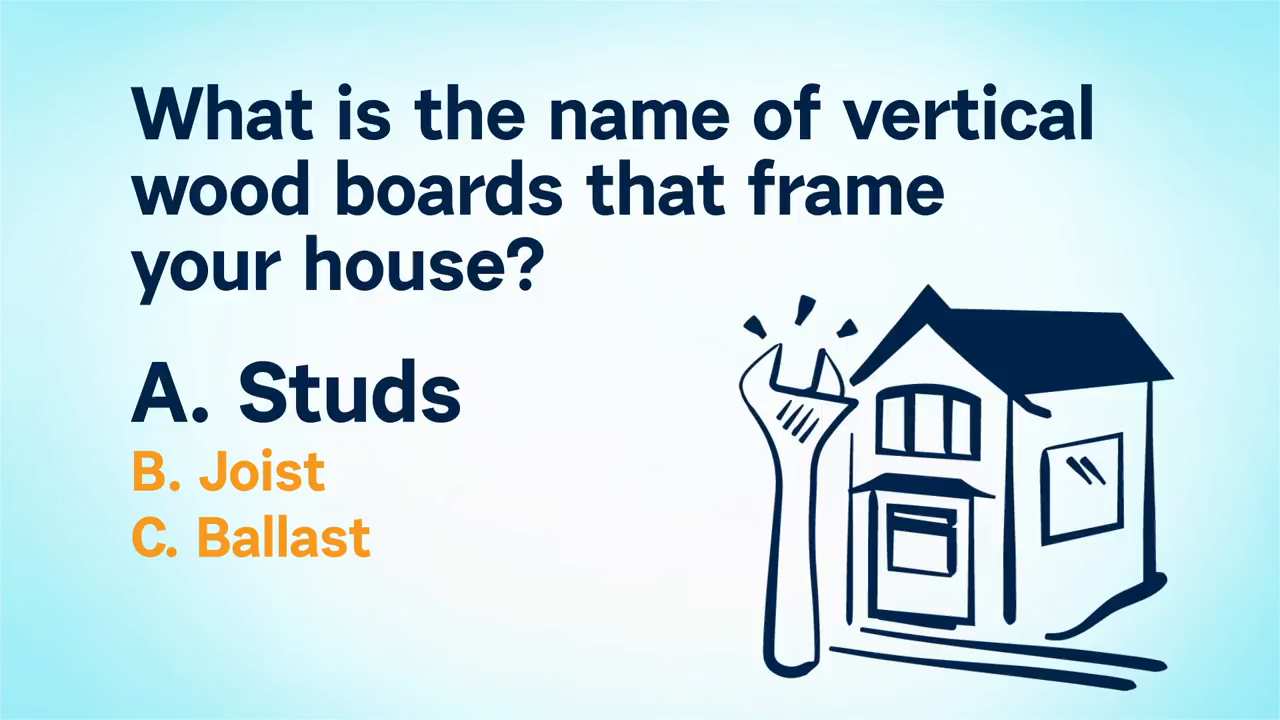 What is the name of vertical
wood boards that frame
your house?
A. Studs
B. Joist
C. Ballast